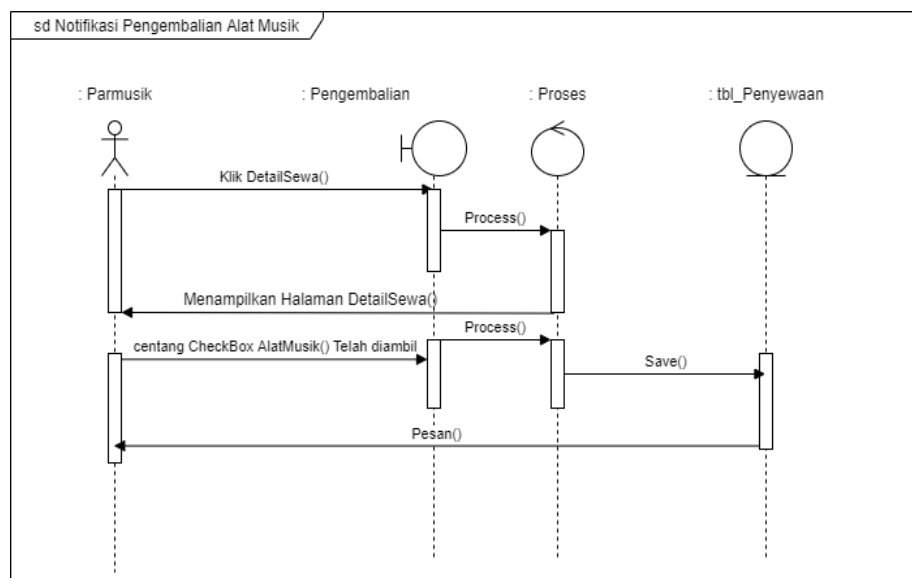 sd Notifikasi Pengembalian Alat Musik
: Parmusik
: Pengembalian
: Proses
: tbl_Penyewaan
Klik DetailSewa()
Process()
Menampilkan Halaman DetailSewa()
Process()
centang CheckBox AlatMusik() Telah diambil
Save()
Pesan()